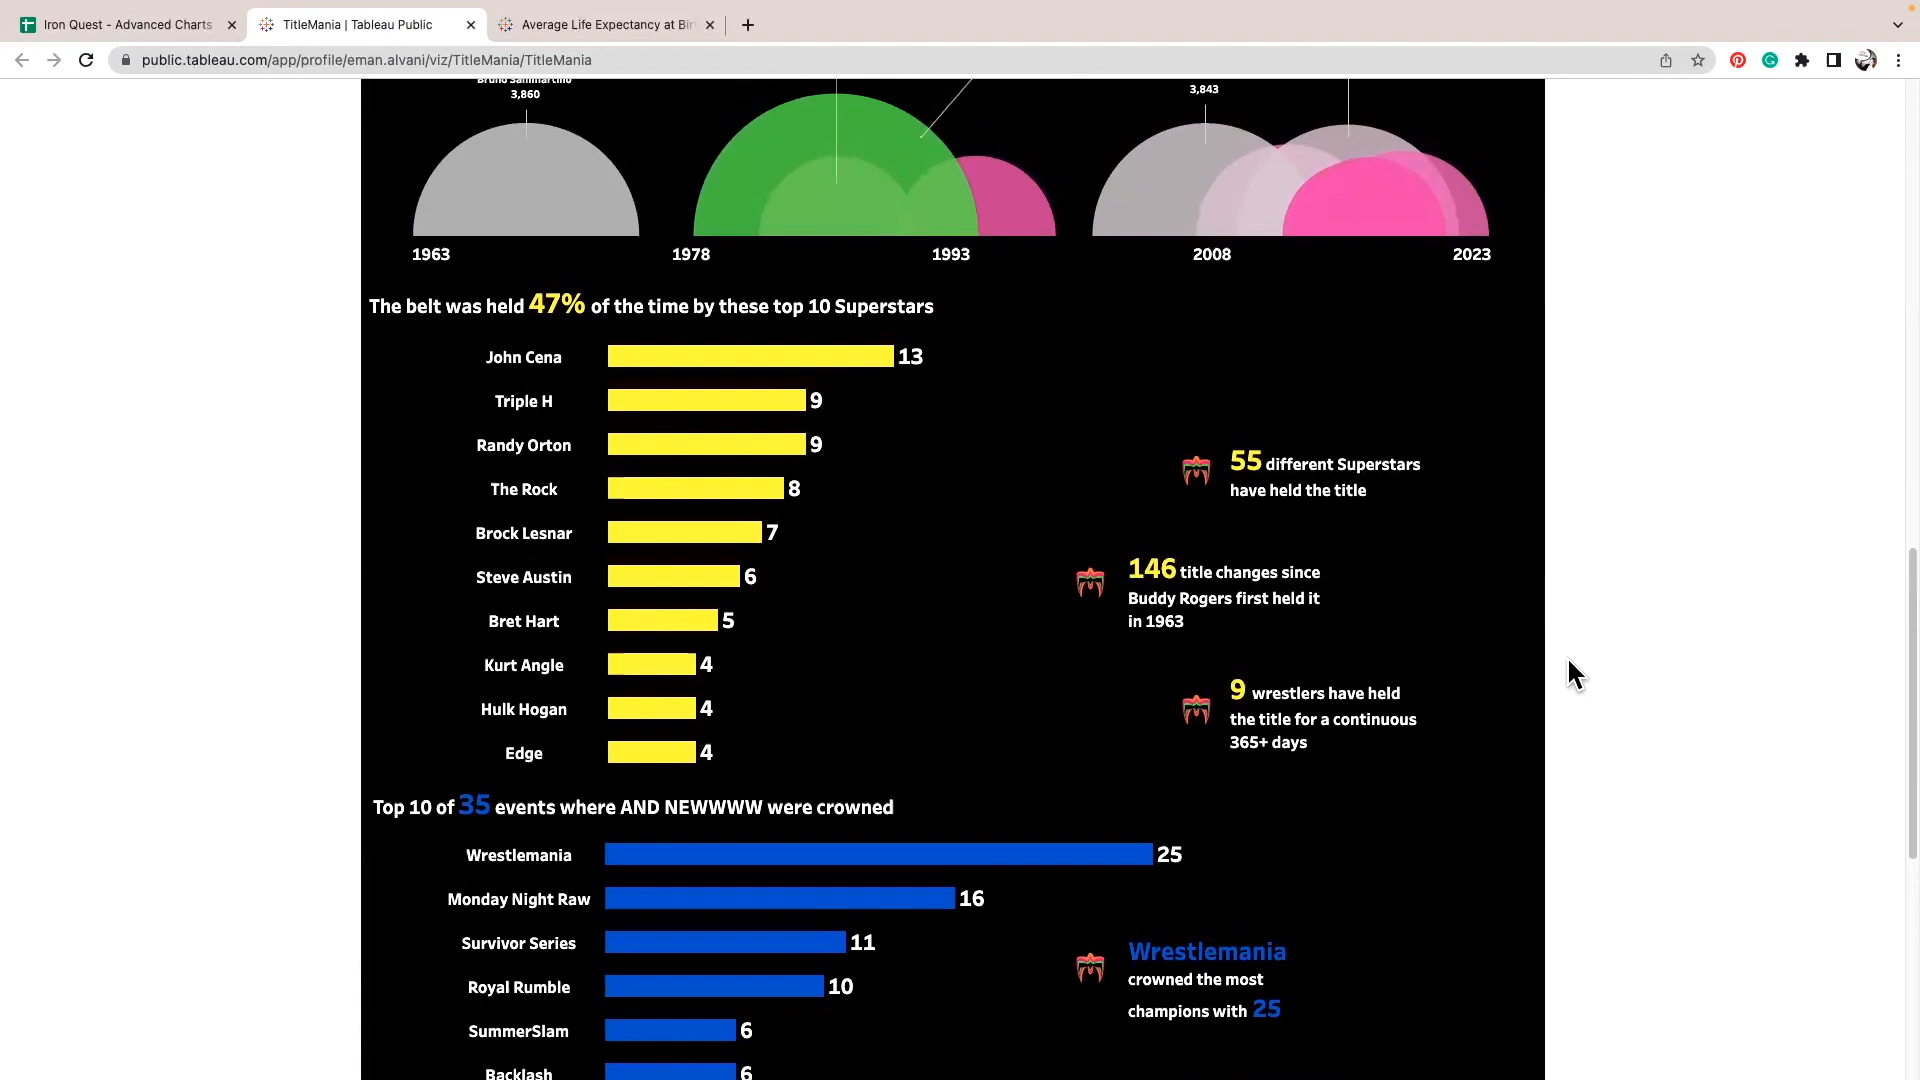 Iron Quest - Advanced Charts
TitleMania | Tableau Public
Average Life Expectancy at Bir
public.tableau.com/app/profile/eman.alvani/viz/TitleMania/TitleMania
Bruno Sammartino
3,860
3,843
1963
1978
1993
2008
2023
The belt was held 47% of the time by these top 10 Superstars
John Cena 13
Triple H 9
Randy Orton 9
The Rock 8
Brock Lesnar 7
Steve Austin 6
Bret Hart 5
Kurt Angle 4
Hulk Hogan 4
Edge 4
55 different Superstars
have held the title
146 title changes since
Buddy Rogers first held it
in 1963
9 wrestlers have held
the title for a continuous
365+ days
Top 10 of 35 events where AND NEWWWW were crowned
Wrestlemania 25
Monday Night Raw 16
Survivor Series 11
Royal Rumble 10
SummerSlam 6
Backlash 6
Wrestlemania
crowned the most
champions with 25